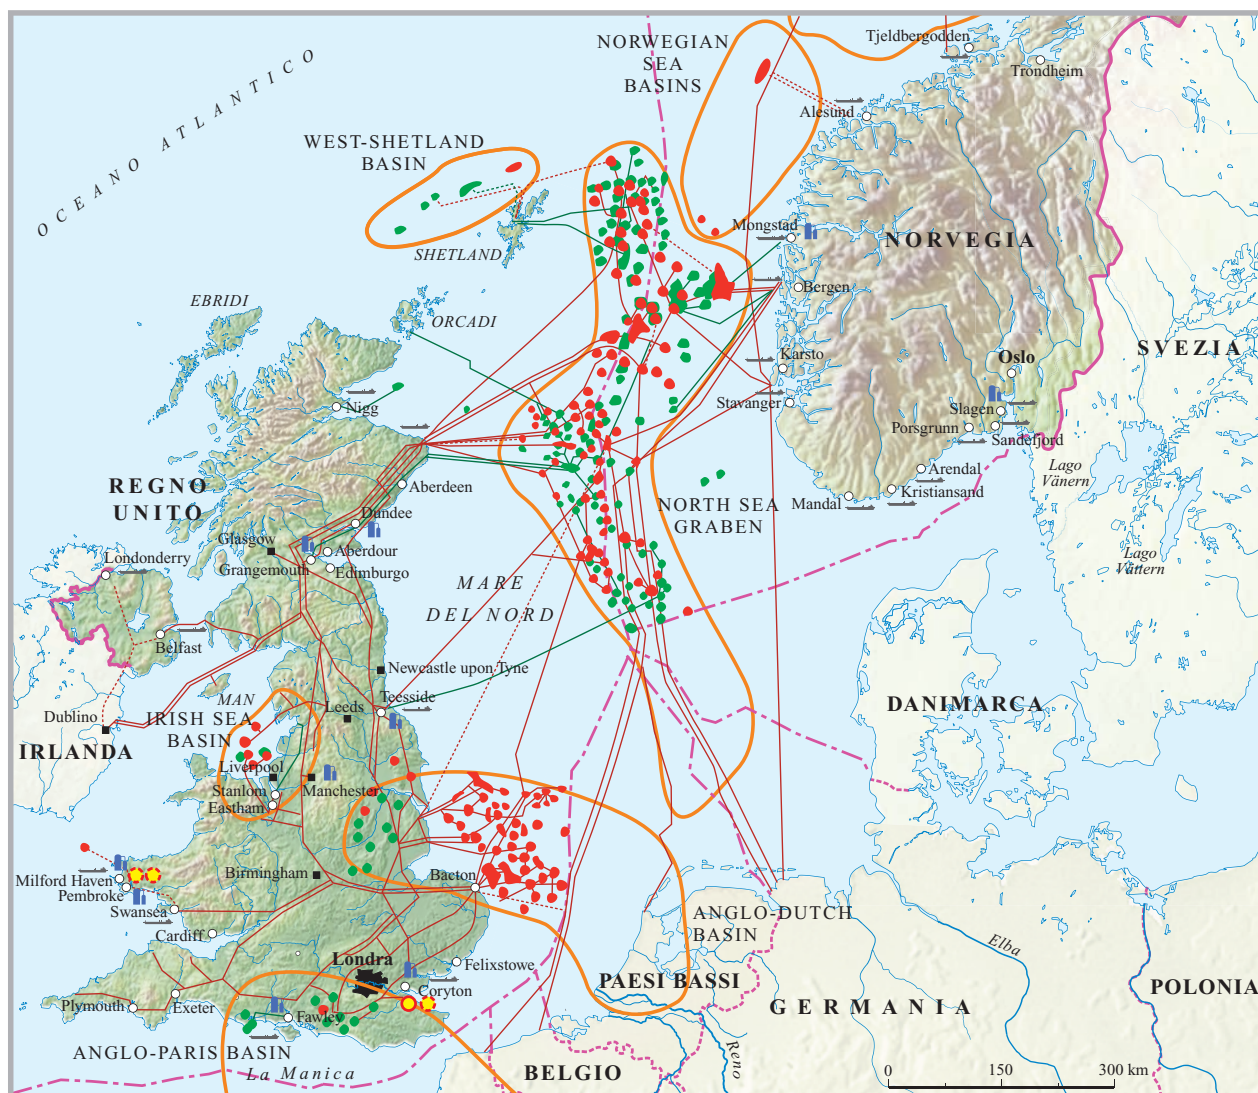 Tjeldbergodden
Trondheim
NORWEGIAN
SEA
BASINS
OCEANO ATLANTICO
Alesund
WEST-SHETLAND
BASIN
Mongstad
NORVEGIA
SHETLAND
Bergen
EBRIDI
ORCADI
Karsto
Oslo
SVEZIA
Nigg
Stavanger
Slagen
Porsgrunn
Sandefjord
Lago
Vänern
Arendal
Kristiansand
Mandal
REGNO
UNITO
Aberdeen
NORTH SEA
GRABEN
Dundee
Glasgow
Aberdour
Grangemouth
Edimburgo
Londonderry
Lago
Vättern
MARE
DEL NORD
Belfast
Newcastle upon Tyne
MAN
Teesside
Leeds
Dublino
IRISH SEA
BASIN
IRLANDA
DANIMARCA
Liverpool
Stanlom
Manchester
Eastham
Birmingham
Bacton
Milford Haven
Pembroke
Swansea
Cardiff
ANGLO-DUTCH
BASIN
Elba
Londra
Felixstowe
Coryton
PAESI BASSI
POLONIA
Plymouth
Exeter
Fawley
GERMANIA
ANGLO-PARIS BASIN
La Manica
BELGIO
Reno
0 150 300 km